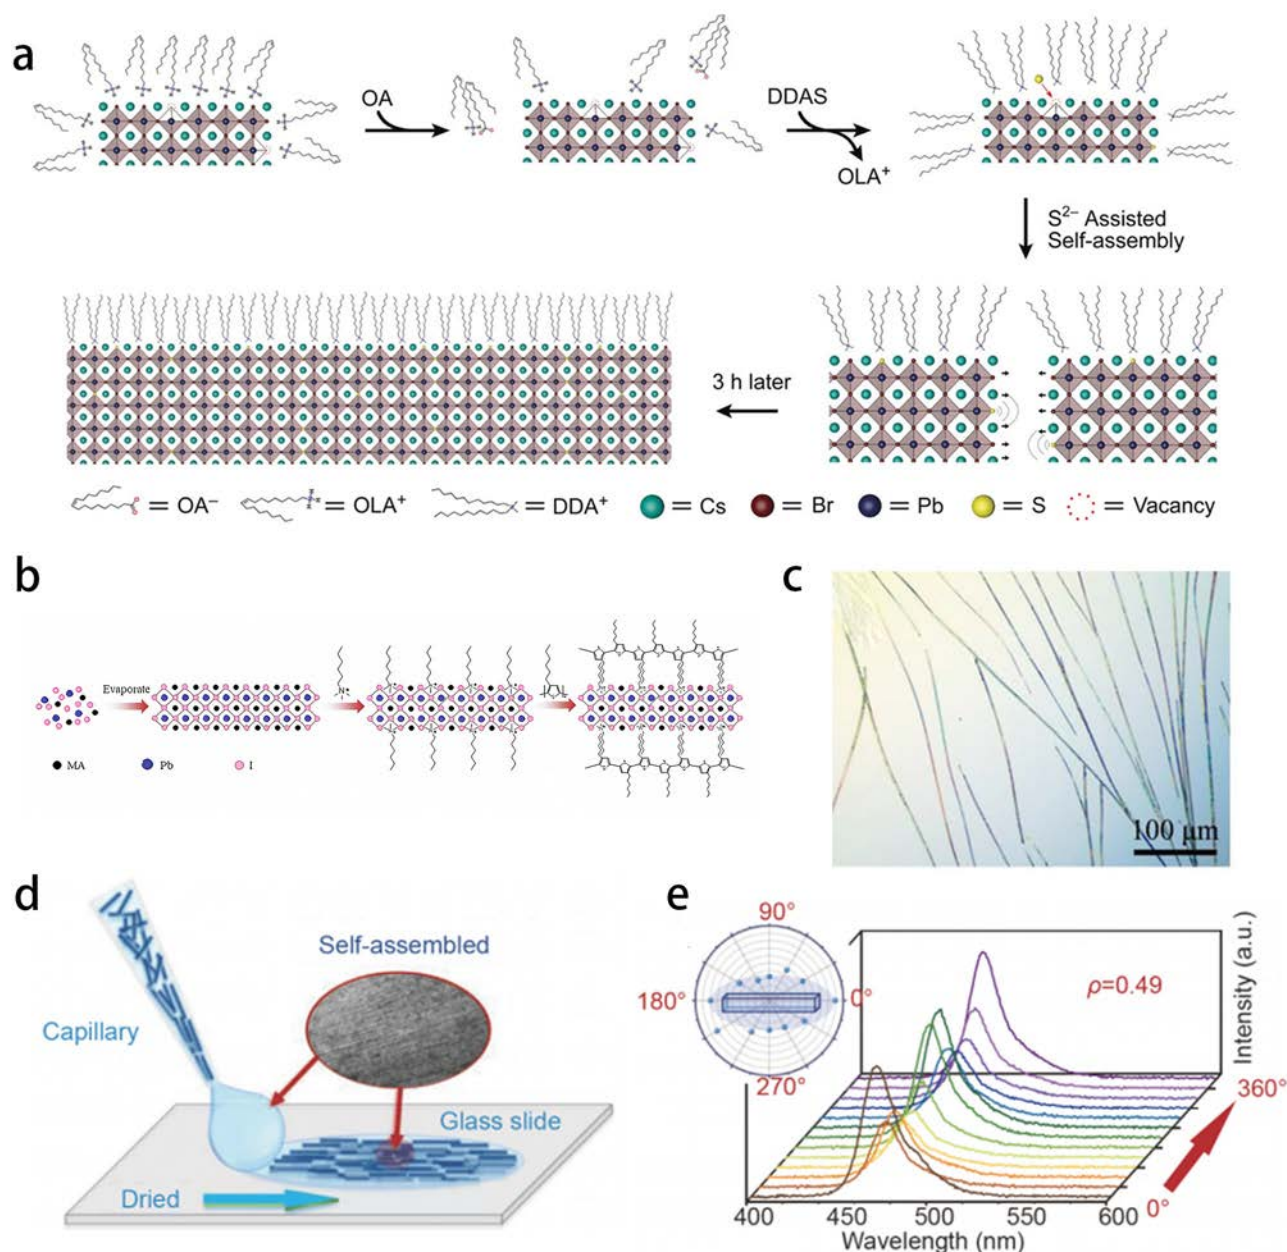 a
OA
DDAS
OLA⁺
S²⁻ Assisted
Self-assembly
3 h later
= OA⁻
= OLA⁺
= DDA⁺
= Cs
= Br
= Pb
= S
= Vacancy
b
Evaporate
MA
Pb
I
c
100 μm
d
Self-assembled
Capillary
Glass slide
Dried
e
90°
180°
0°
270°
ρ=0.49
Intensity (a.u.)
360°
0°
400
450
500
550
600
Wavelength (nm)